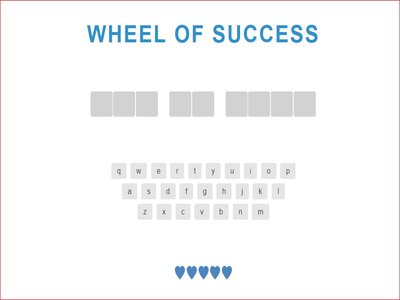 WHEEL OF SUCCESS
q w e r t y u i o p
a s d f g h j k l
z x c v b n m